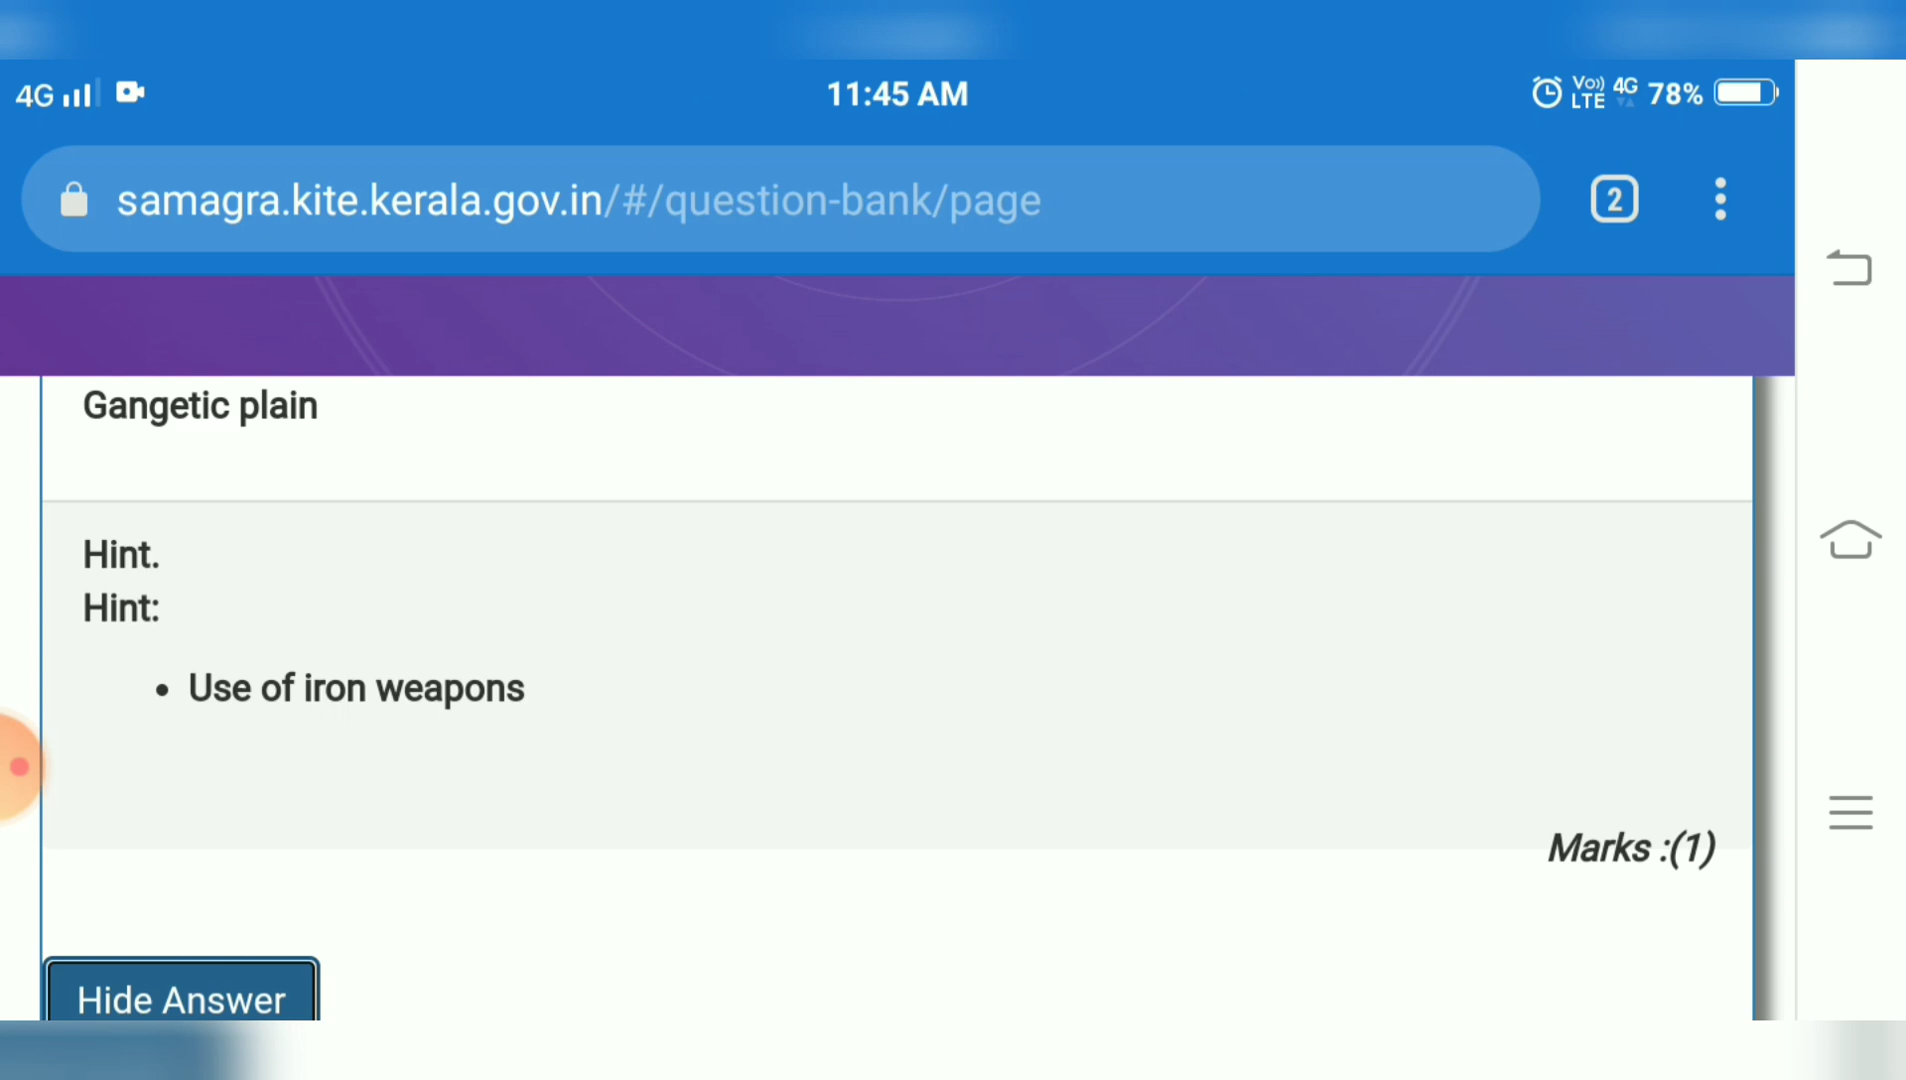 4G 11:45 AM Vo)) LTE 4G 78%
samagra.kite.kerala.gov.in/#/question-bank/page 2
Gangetic plain
Hint.
Hint:
• Use of iron weapons
Marks :(1)
Hide Answer